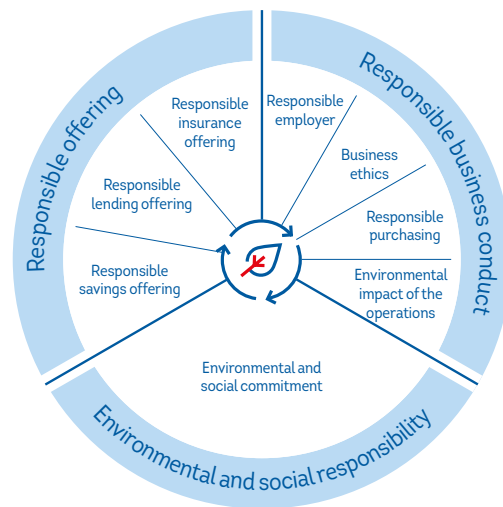 Responsible offering
Responsible business conduct
Responsible
insurance
offering
Responsible
employer
Business
ethics
Responsible
lending offering
Responsible
purchasing
Responsible
savings offering
Environmental
impact of the
operations
Environmental and
social commitment
Environmental and social responsibility